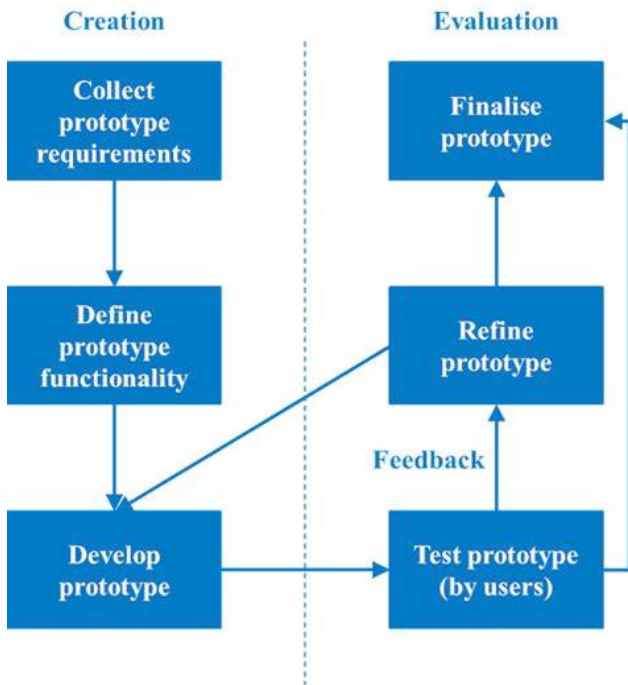 Creation
Collect
prototype
requirements
Define
prototype
functionality
Develop
prototype
Evaluation
Finalise
prototype
Refine
prototype
Feedback
Test prototype
(by users)